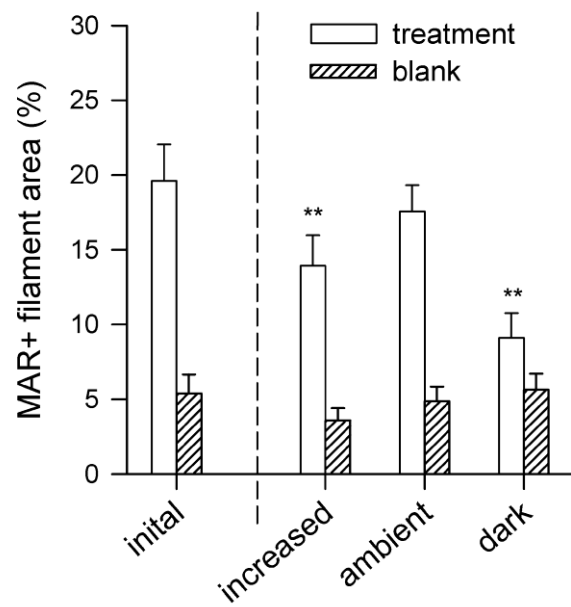 30
25
20
15
10
5
0
MAR+ filament area (%)
treatment
blank
**
**
inital
increased
ambient
dark